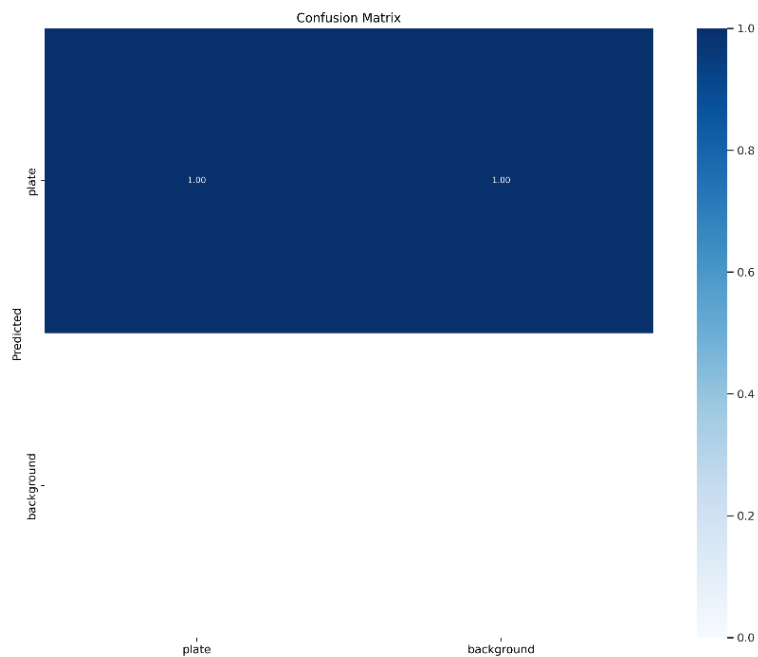 Confusion Matrix
1.0
0.8
0.6
0.4
0.2
0.0
Predicted
plate
background
1.00 1.00
plate background